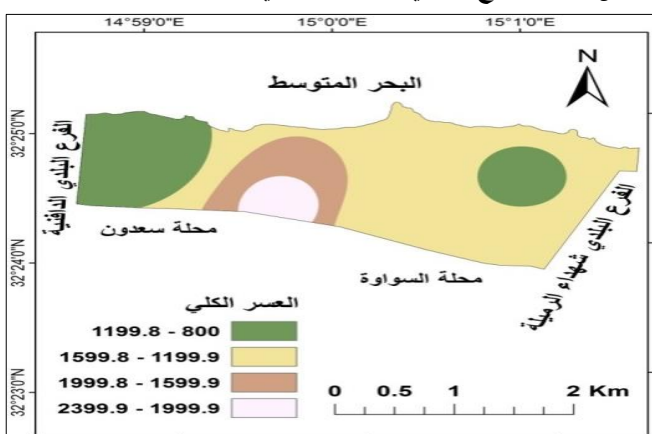 14°59'0"E
15°0'0"E
15°1'0"E
N
البحر المتوسط
32°25'0"N
32°24'0"N
32°23'0"N
الفرع البلدي الدافنية
محلة سعدون
محلة السواوة
الفرع البلدي شهداء الرميلة
العسر الكلي
1199.8 - 800
1599.8 - 1199.9
1999.8 - 1599.9
2399.9 - 1999.9
0 0.5 1 2 Km